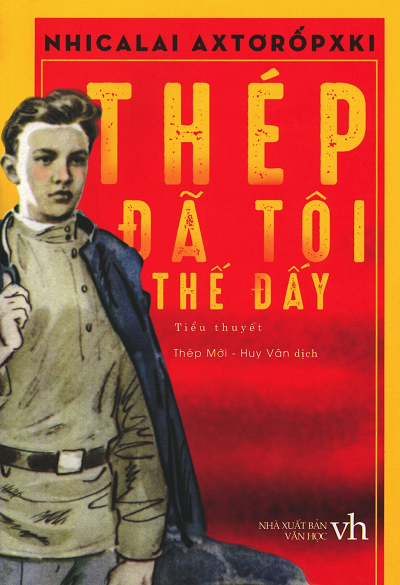 NHICALAI AXTƠRỐPXKI
THÉP
ĐÃ TÔI
THẾ ĐẤY
Tiểu thuyết
Thép Mới - Huy Vân dịch
NHÀ XUẤT BẢN
VĂN HỌC
vh